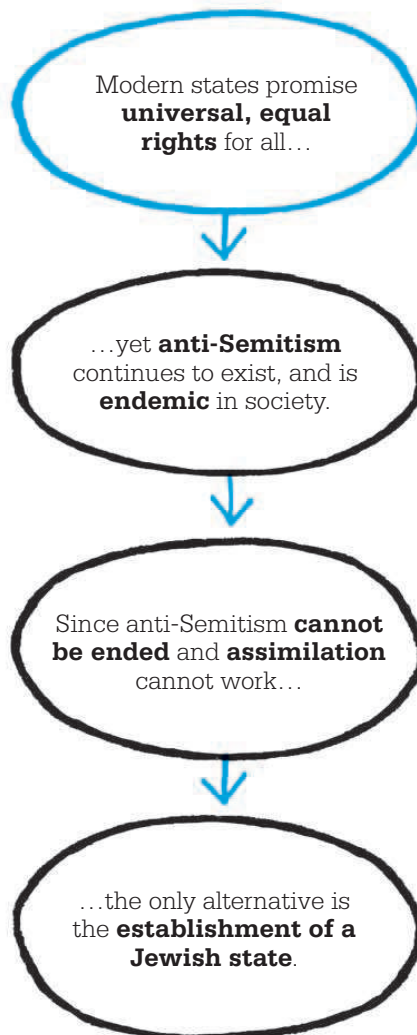 Modern states promise
universal, equal
rights for all…
…yet anti-Semitism
continues to exist, and is
endemic in society.
Since anti-Semitism cannot
be ended and assimilation
cannot work…
…the only alternative is
the establishment of a
Jewish state.